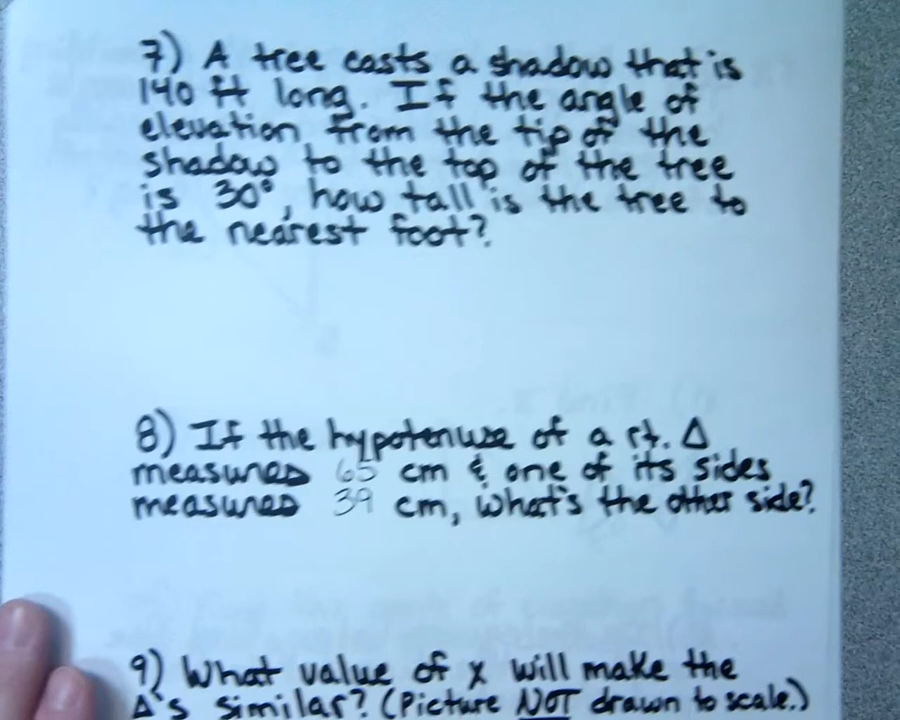 7) A tree casts a shadow that is
140 ft long. If the angle of
elevation from the tip of the
shadow to the top of the tree
is 30°, how tall is the tree to
the nearest foot?
8) If the hypotenuse of a rt. Δ
measures 65 cm & one of its sides
measures 39 cm, what's the other side?
9) What value of x will make the
Δ's similar? (Picture NOT drawn to scale.)